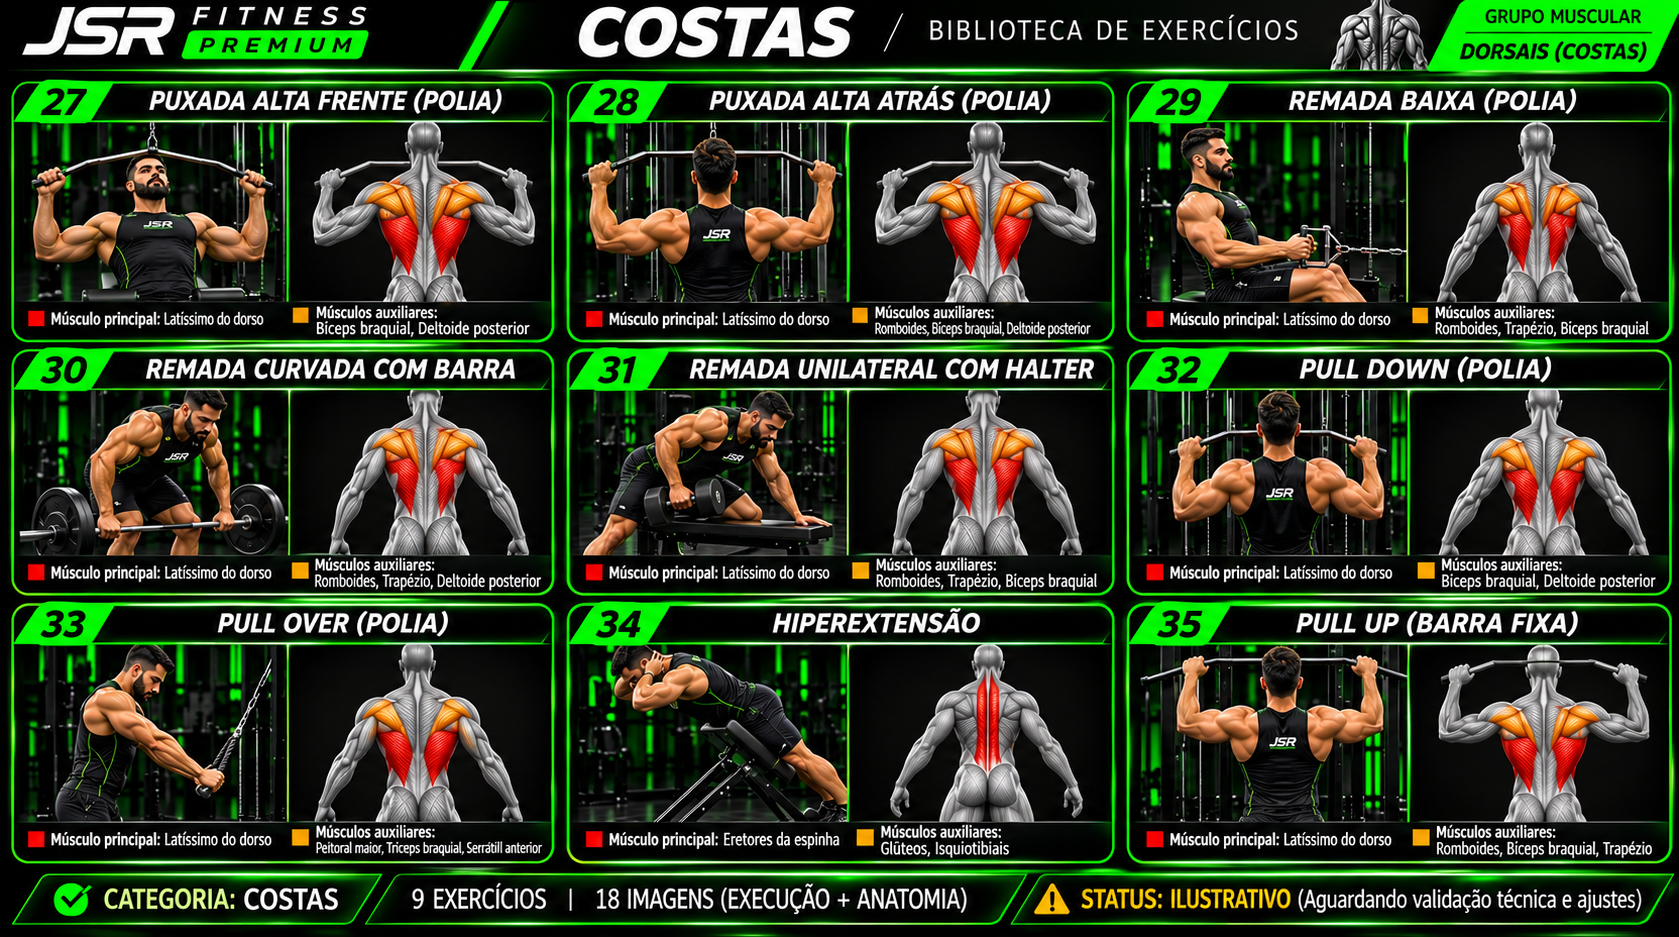 JSR FITNESS PREMIUM
COSTAS / BIBLIOTECA DE EXERCÍCIOS
GRUPO MUSCULAR
DORSAIS (COSTAS)
27 PUXADA ALTA FRENTE (POLIA)
JSR
Músculo principal: Latíssimo do dorso
Músculos auxiliares:
Bíceps braquial, Deltoide posterior
28 PUXADA ALTA ATRÁS (POLIA)
JSR
Músculo principal: Latíssimo do dorso
Músculos auxiliares:
Romboides, Bíceps braquial, Deltoide posterior
29 REMADA BAIXA (POLIA)
Músculo principal: Latíssimo do dorso
Músculos auxiliares:
Romboides, Trapézio, Bíceps braquial
30 REMADA CURVADA COM BARRA
JSR
Músculo principal: Latíssimo do dorso
Músculos auxiliares:
Romboides, Trapézio, Deltoide posterior
31 REMADA UNILATERAL COM HALTER
JSR
Músculo principal: Latíssimo do dorso
Músculos auxiliares:
Romboides, Trapézio, Bíceps braquial
32 PULL DOWN (POLIA)
JSR
Músculo principal: Latíssimo do dorso
Músculos auxiliares:
Bíceps braquial, Deltoide posterior
33 PULL OVER (POLIA)
Músculo principal: Latíssimo do dorso
Músculos auxiliares:
Peitoral maior, Tríceps braquial, Serrátill anterior
34 HIPEREXTENSÃO
Músculo principal: Eretores da espinha
Músculos auxiliares:
Glúteos, Isquiotibiais
35 PULL UP (BARRA FIXA)
JSR
Músculo principal: Latíssimo do dorso
Músculos auxiliares:
Romboides, Bíceps braquial, Trapézio
CATEGORIA: COSTAS
9 EXERCÍCIOS | 18 IMAGENS (EXECUÇÃO + ANATOMIA)
STATUS: ILUSTRATIVO (Aguardando validação técnica e ajustes)